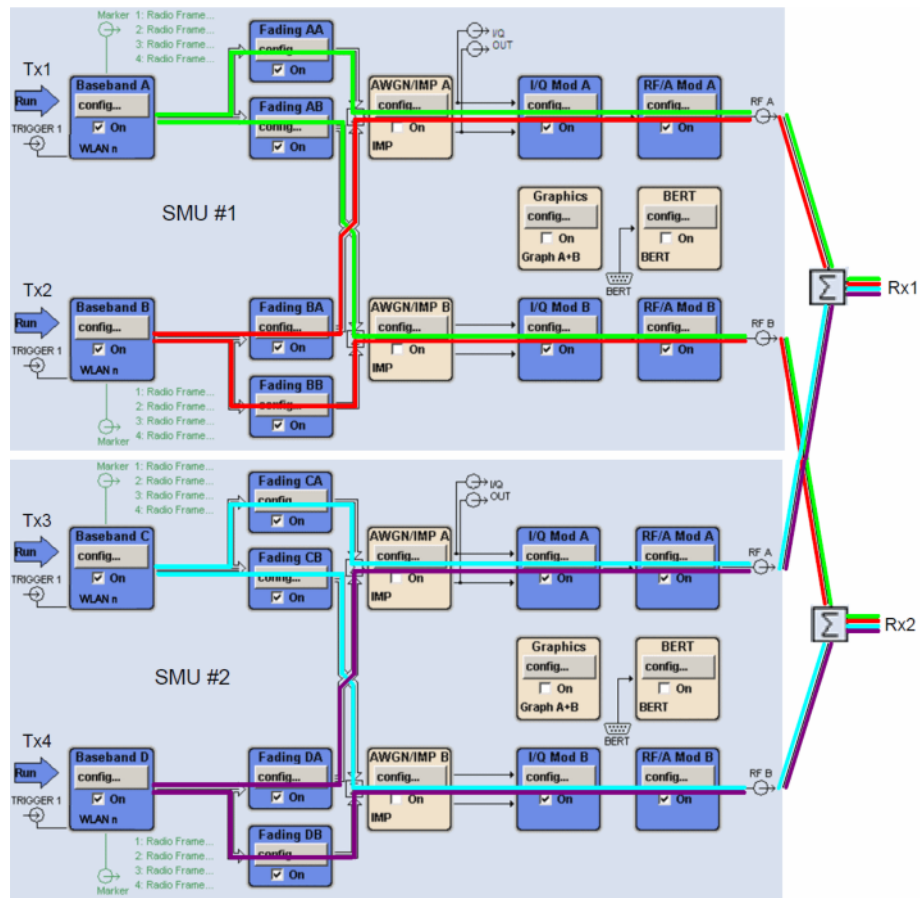 Marker 1: Radio Frame...
2: Radio Frame...
3: Radio Frame...
4: Radio Frame...
Fading AA
config...
On
I/Q
OUT
Tx1
Run
TRIGGER 1
Baseband A
config...
On
WLAN n
Fading AB
config...
On
AWGN/IMP A
config...
On
IMP
I/Q Mod A
config...
On
RF/A Mod A
config...
On
RF A
SMU #1
Graphics
config...
On
Graph A+B
BERT
config...
On
BERT
BERT
Rx1
Σ
Tx2
Run
TRIGGER 1
Baseband B
config...
On
WLAN n
Fading BA
config...
On
AWGN/IMP B
config...
On
IMP
I/Q Mod B
config...
On
RF/A Mod B
config...
On
RF B
Fading BB
config...
On
1: Radio Frame...
2: Radio Frame...
3: Radio Frame...
Marker 4: Radio Frame...
Marker 1: Radio Frame...
2: Radio Frame...
3: Radio Frame...
4: Radio Frame...
Fading CA
config...
On
I/Q
OUT
Tx3
Run
TRIGGER 1
Baseband C
config...
On
WLAN n
Fading CB
config...
On
AWGN/IMP A
config...
On
IMP
I/Q Mod A
config...
On
RF/A Mod A
config...
On
RF A
Σ
Rx2
SMU #2
Graphics
config...
On
Graph A+B
BERT
config...
On
BERT
BERT
Tx4
Run
TRIGGER 1
Baseband D
config...
On
WLAN n
Fading DA
config...
On
AWGN/IMP B
config...
On
IMP
I/Q Mod B
config...
On
RF/A Mod B
config...
On
RF B
Fading DB
config...
On
1: Radio Frame...
2: Radio Frame...
3: Radio Frame...
Marker 4: Radio Frame...